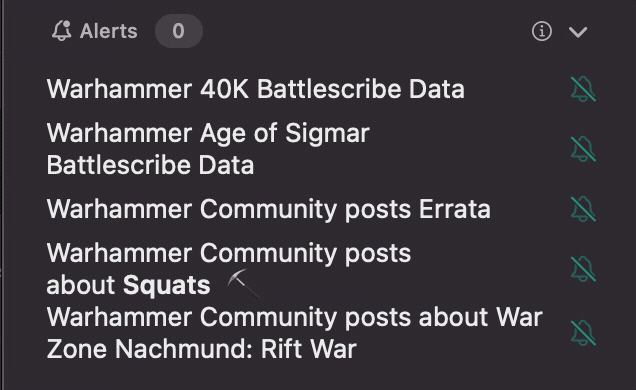 Alerts 0
Warhammer 40K Battlescribe Data
Warhammer Age of Sigmar
Battlescribe Data
Warhammer Community posts Errata
Warhammer Community posts
about Squats
Warhammer Community posts about War
Zone Nachmund: Rift War